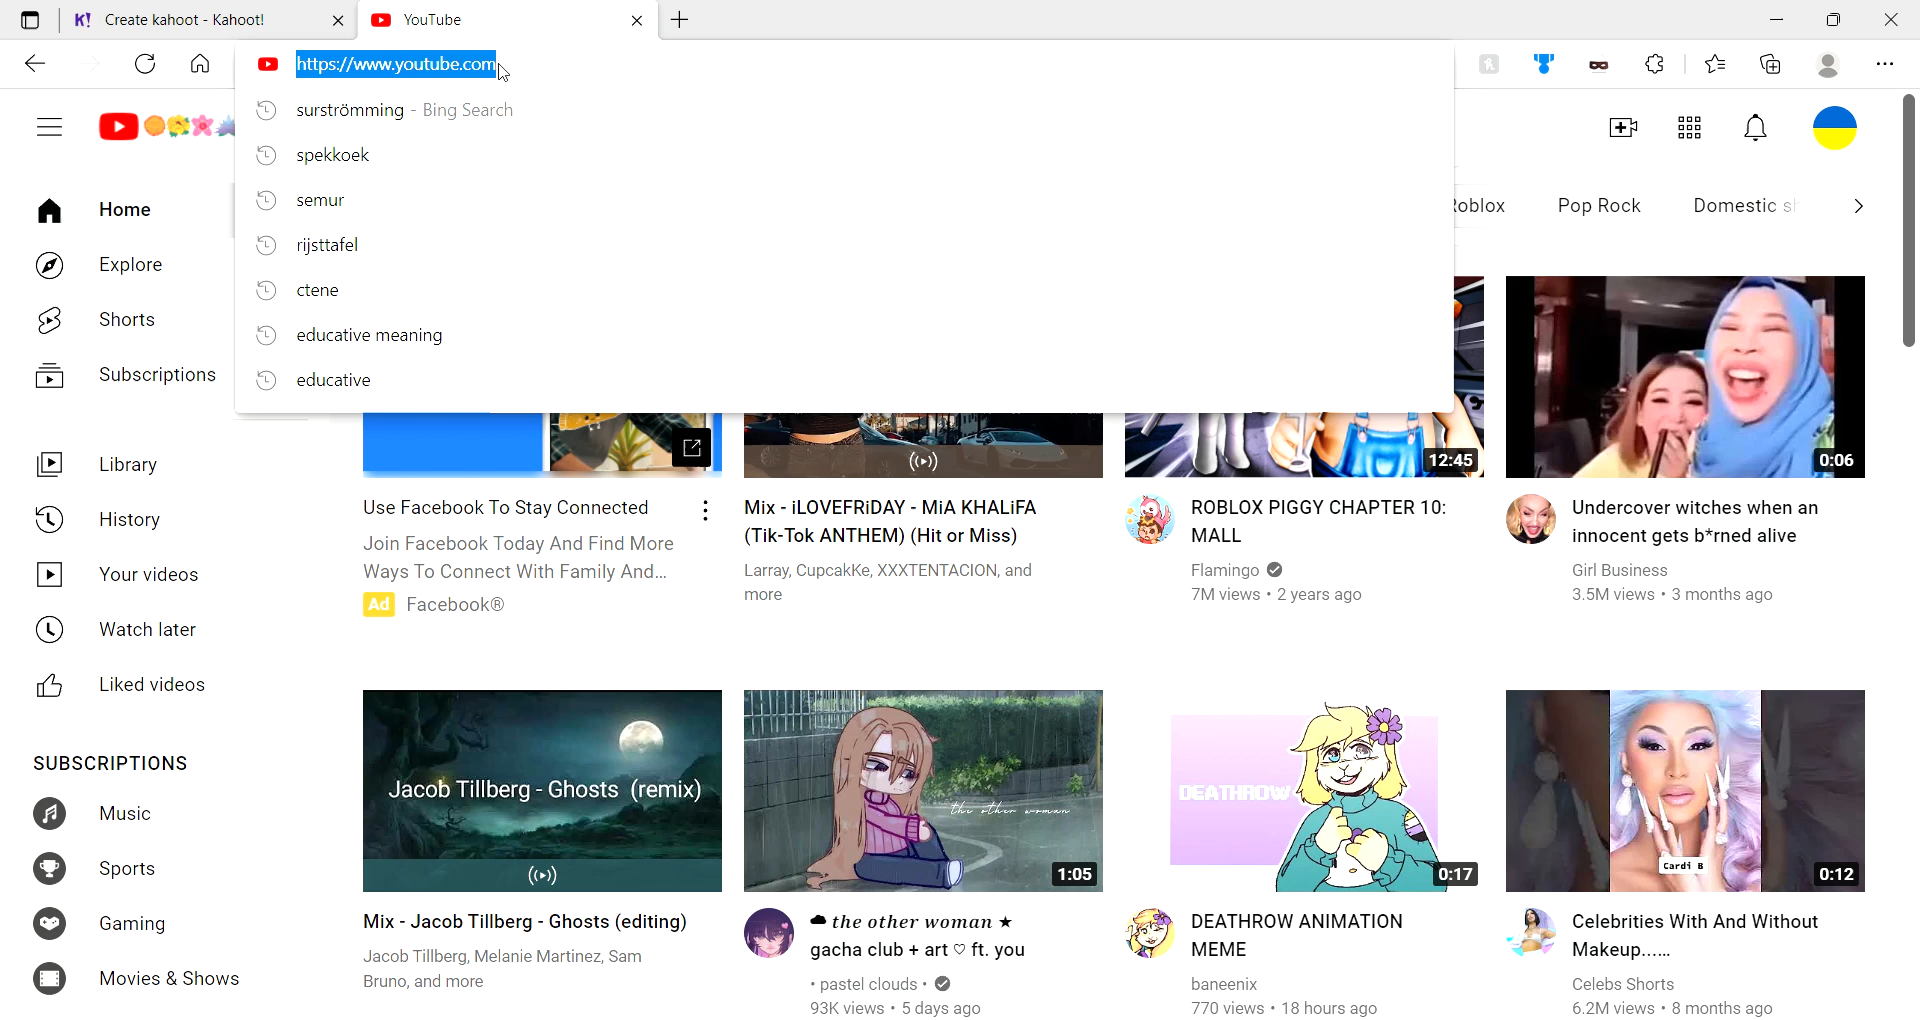 K! Create kahoot - Kahoot!
YouTube
https://www.youtube.com
surströmming - Bing Search
spekkoek
semur
rijsttafel
ctene
educative meaning
educative
Home
Explore
Shorts
Subscriptions
Library
History
Your videos
Watch later
Liked videos
SUBSCRIPTIONS
Music
Sports
Gaming
Movies & Shows
Roblox
Pop Rock
Domestic
Use Facebook To Stay Connected
Join Facebook Today And Find More
Ways To Connect With Family And...
Ad Facebook®
Mix - iLOVEFRiDAY - MiA KHALiFA
(Tik-Tok ANTHEM) (Hit or Miss)
Larray, CupcakKe, XXXTENTACION, and
more
12:45
ROBLOX PIGGY CHAPTER 10:
MALL
Flamingo
7M views • 2 years ago
0:06
Undercover witches when an
innocent gets b*rned alive
Girl Business
3.5M views • 3 months ago
Jacob Tillberg - Ghosts (remix)
Mix - Jacob Tillberg - Ghosts (editing)
Jacob Tillberg, Melanie Martinez, Sam
Bruno, and more
the other woman
1:05
the other woman ★
gacha club + art ♡ ft. you
• pastel clouds •
93K views • 5 days ago
DEATHROW
0:17
DEATHROW ANIMATION
MEME
baneenix
770 views • 18 hours ago
Cardi B
0:12
Celebrities With And Without
Makeup......
Celebs Shorts
6.2M views • 8 months ago